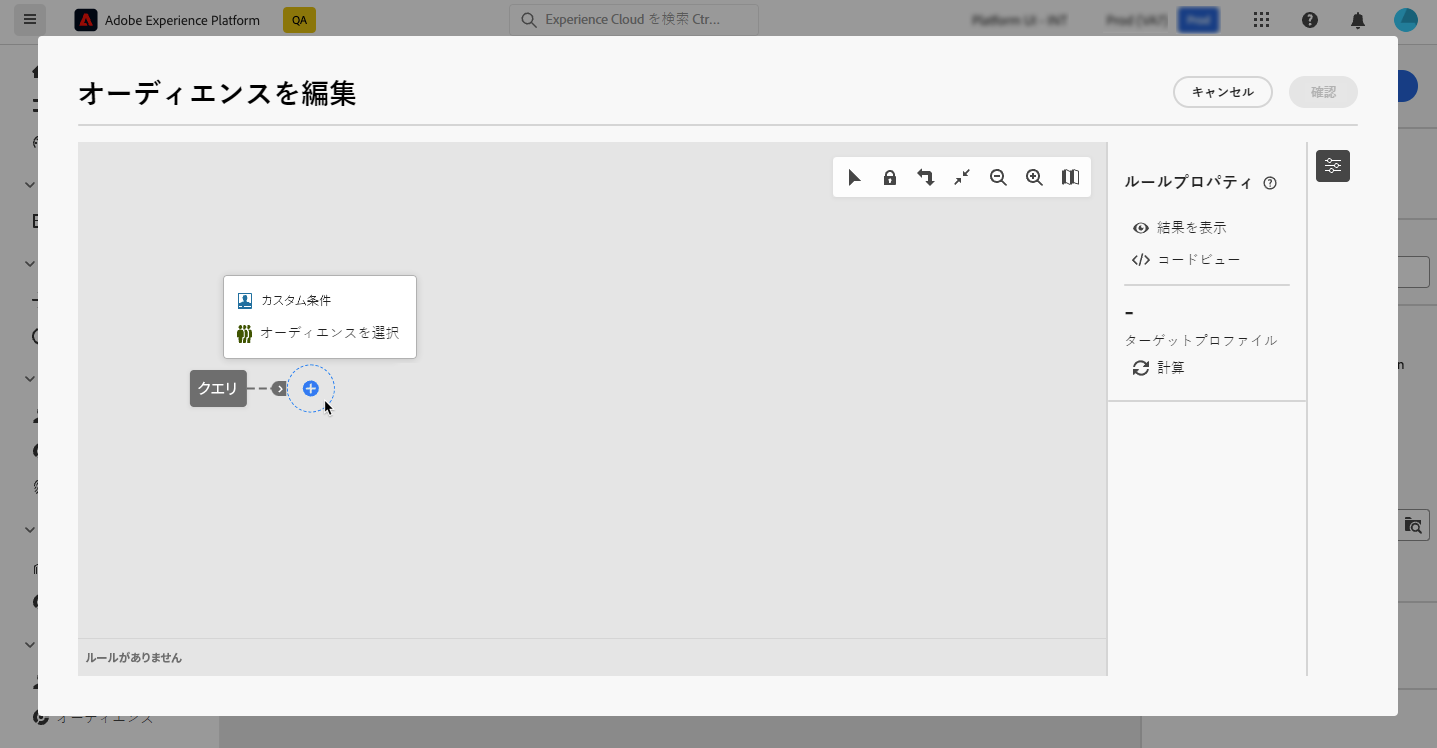 Adobe Experience Platform
QA
Experience Cloud を検索 Ctr...
Prod
オーディエンスを編集
キャンセル
確認
カスタム条件
オーディエンスを選択
クエリ
ルールがありません
ルールプロパティ
結果を表示
コードビュー
-
ターゲットプロファイル
計算
n
オーディエンス